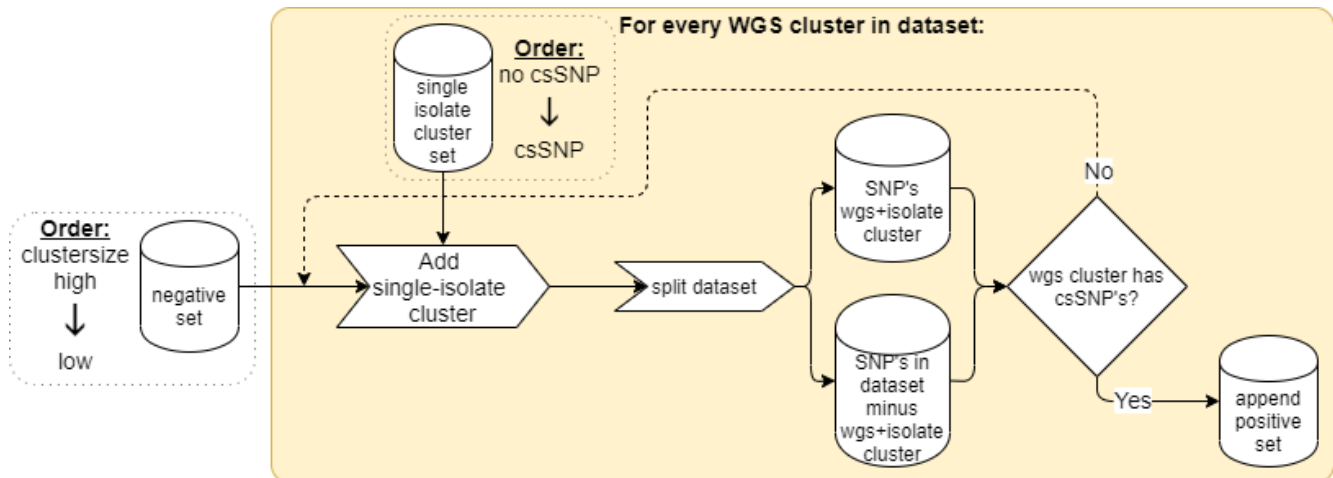 For every WGS cluster in dataset:
Order:
no csSNP
csSNP
single
isolate
cluster
set
No
Order:
clustersize
high
low
negative
set
Add
single-isolate
cluster
split dataset
SNP's
wgs+isolate
cluster
SNP's in
dataset
minus
wgs+isolate
cluster
wgs cluster has
csSNP's?
Yes
append
positive
set